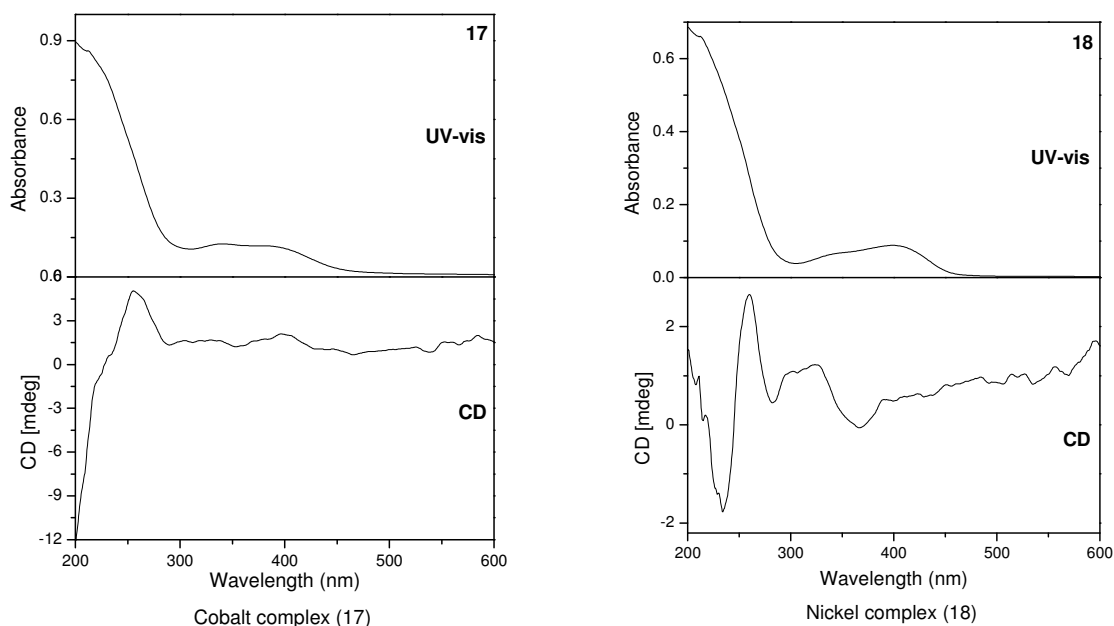 17
0.9
0.6
0.3
0.0
Absorbance
UV-vis
6
3
0
-3
-6
-9
-12
CD [mdeg]
CD
200 300 400 500 600
Wavelength (nm)
Cobalt complex (17)
18
0.6
0.4
0.2
0.0
Absorbance
UV-vis
2
0
-2
CD [mdeg]
CD
200 300 400 500 600
Wavelength (nm)
Nickel complex (18)